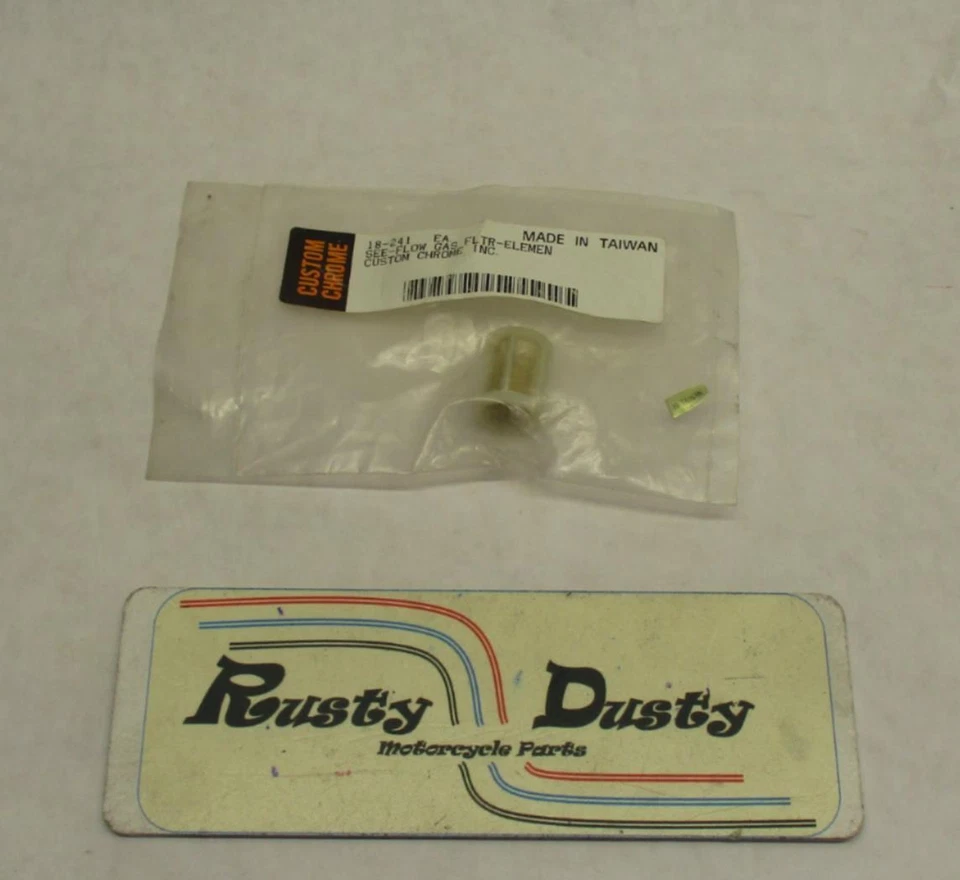 CUSTOM
CHROME
18-241 EA
MADE IN TAIWAN
SEE-FLOW GAS FLTR-ELEMEN
CUSTOM CHROME INC.
Rusty Dusty
Motorcycle Parts